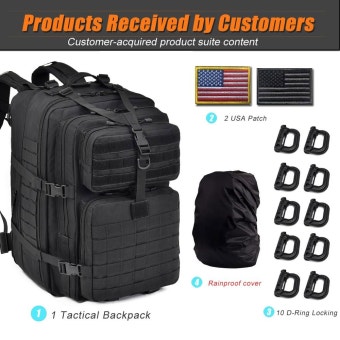 Products Received by Customers
Customer-acquired product suite content
2 2 USA Patch
4
Rainproof cover
1 1 Tactical Backpack
3 10 D-Ring Locking